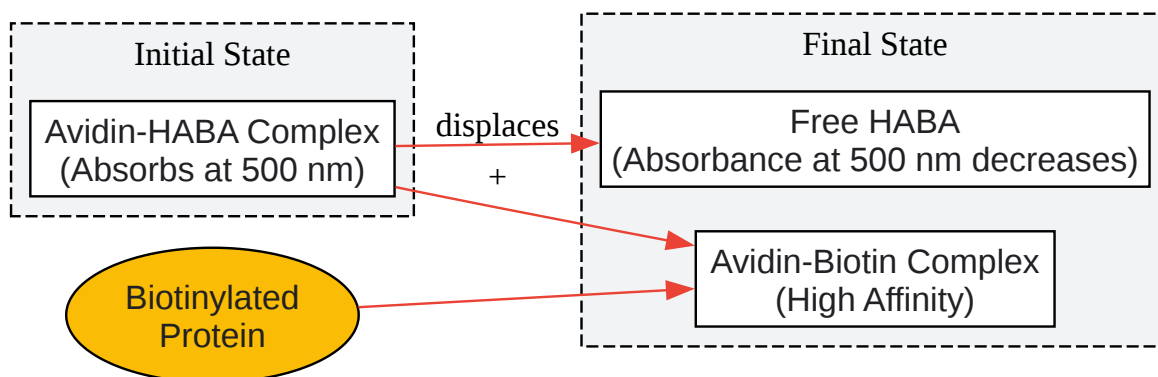 Initial State
Avidin-HABA Complex
(Absorbs at 500 nm)
displaces
+
Final State
Free HABA
(Absorbance at 500 nm decreases)
Avidin-Biotin Complex
(High Affinity)
Biotinylated
Protein